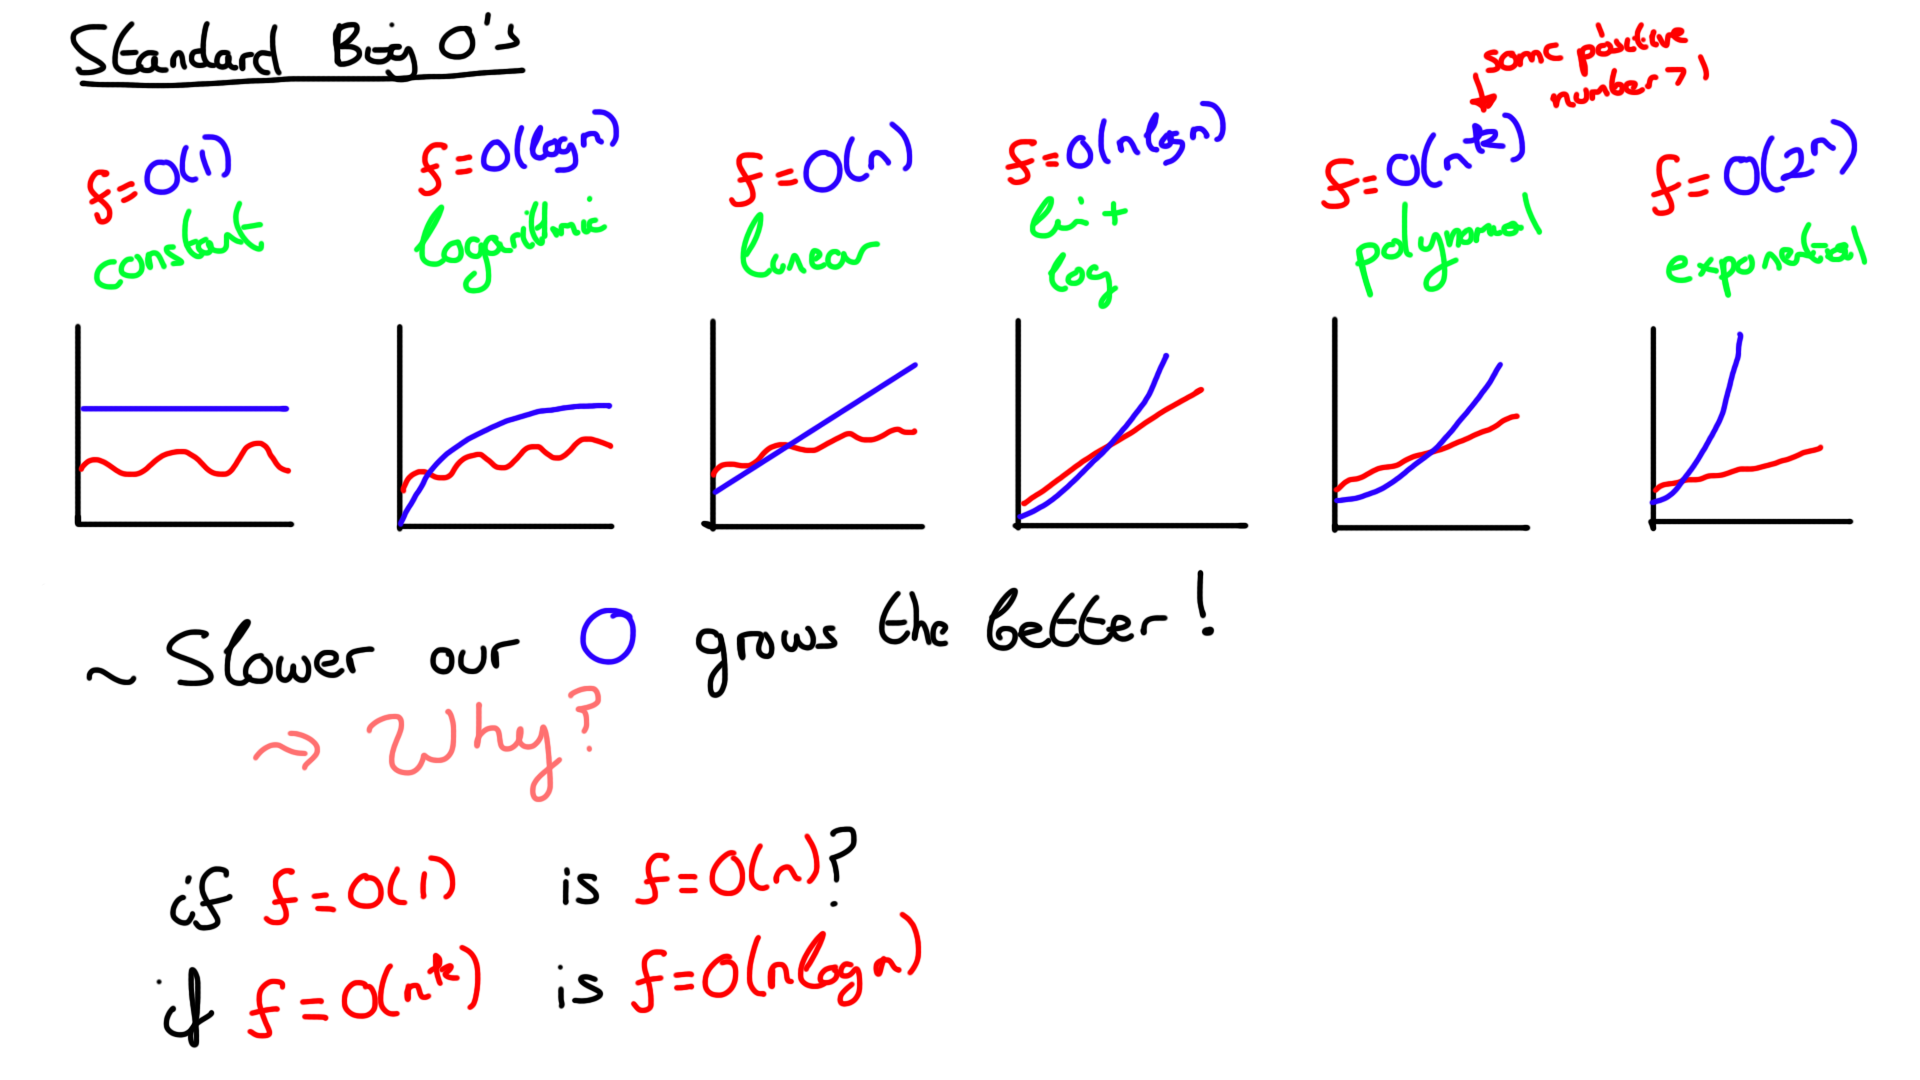 Standard Big O's
some positive
number > 1
f = O(1)
constant
f = O(log n)
logarithmic
f = O(n)
linear
f = O(n log n)
lin +
log
f = O(n^k)
polynomial
f = O(2^n)
exponential
~ Slower our O grows the better!
⇝ Why?
if f = O(1) is f = O(n)?
if f = O(n^k) is f = O(n log n)